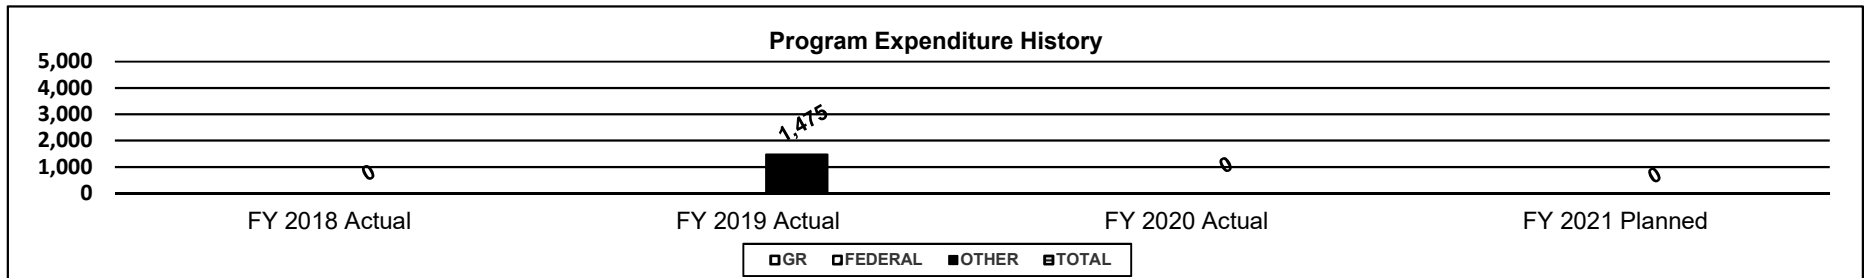 Program Expenditure History
5,000
4,000
3,000
2,000
1,000
0
0
1,475
0
0
FY 2018 Actual
FY 2019 Actual
FY 2020 Actual
FY 2021 Planned
GR FEDERAL OTHER TOTAL